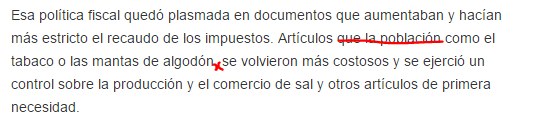 Esa política fiscal quedó plasmada en documentos que aumentaban y hacían
más estricto el recaudo de los impuestos. Artículos que la población como el
tabaco o las mantas de algodón se volvieron más costosos y se ejerció un
control sobre la producción y el comercio de sal y otros artículos de primera
necesidad.